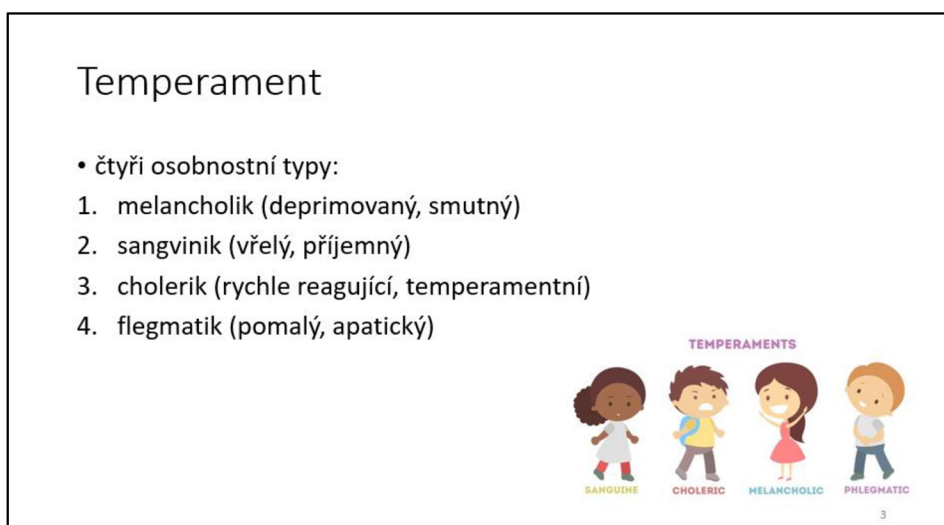 Temperament
• čtyři osobnostní typy:
1. melancholik (deprimovaný, smutný)
2. sangvinik (vřelý, příjemný)
3. cholerik (rychle reagující, temperamentní)
4. flegmatik (pomalý, apatický)
TEMPERAMENTS
SANGUINE CHOLERIC MELANCHOLIC PHLEGMATIC
3